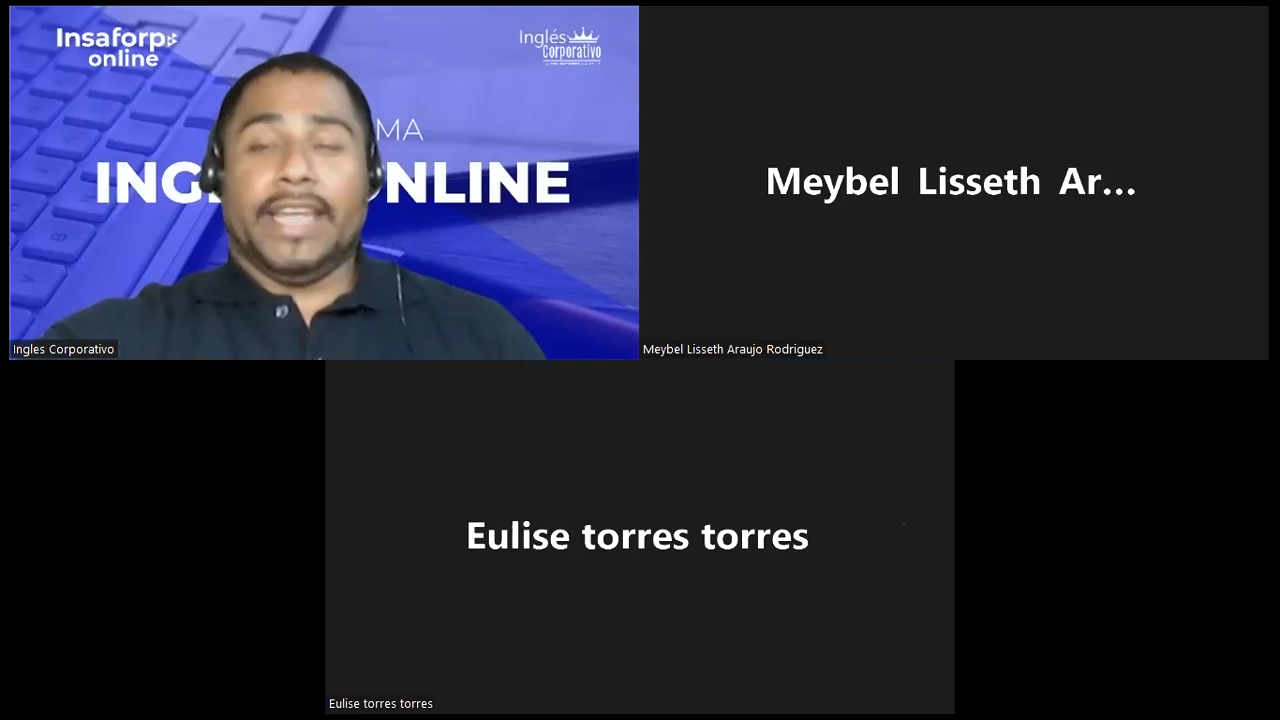 Insaforp
online
Inglés
Corporativo
MA
ING NLINE
B
V
Ingles Corporativo
Meybel Lisseth Ar...
Meybel Lisseth Araujo Rodriguez
Eulise torres torres
Eulise torres torres